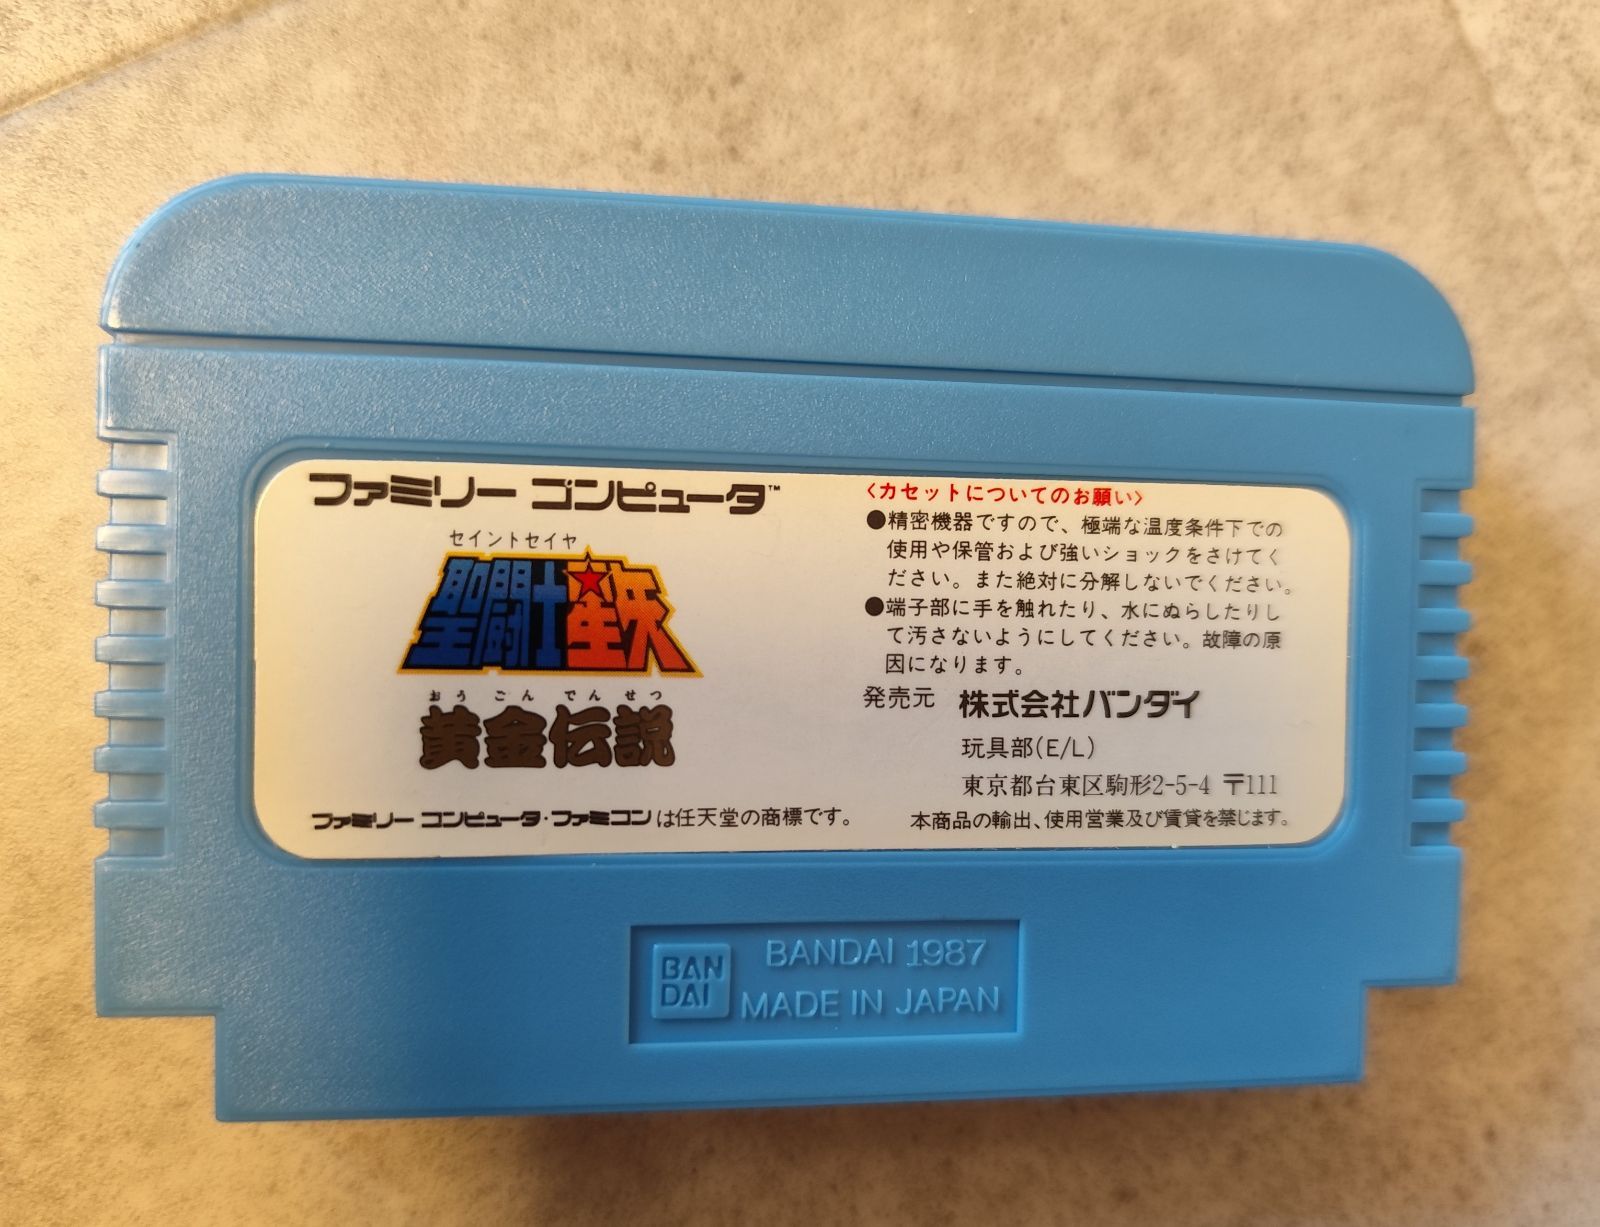 ファミリー コンピュータ™
セイントセイヤ
聖闘士星矢
おうごんでんせつ
黄金伝説
ファミリー コンピュータ・ファミコンは任天堂の商標です。
〈カセットについてのお願い〉
●精密機器ですので、極端な温度条件下での
使用や保管および強いショックをさけてく
ださい。また絶対に分解しないでください。
●端子部に手を触れたり、水にぬらしたりし
て汚さないようにしてください。故障の原
因になります。
発売元 株式会社バンダイ
玩具部(E/L)
東京都台東区駒形2-5-4 〒111
本商品の輸出、使用営業及び賃貸を禁じます。
BAN
DAI
BANDAI 1987
MADE IN JAPAN